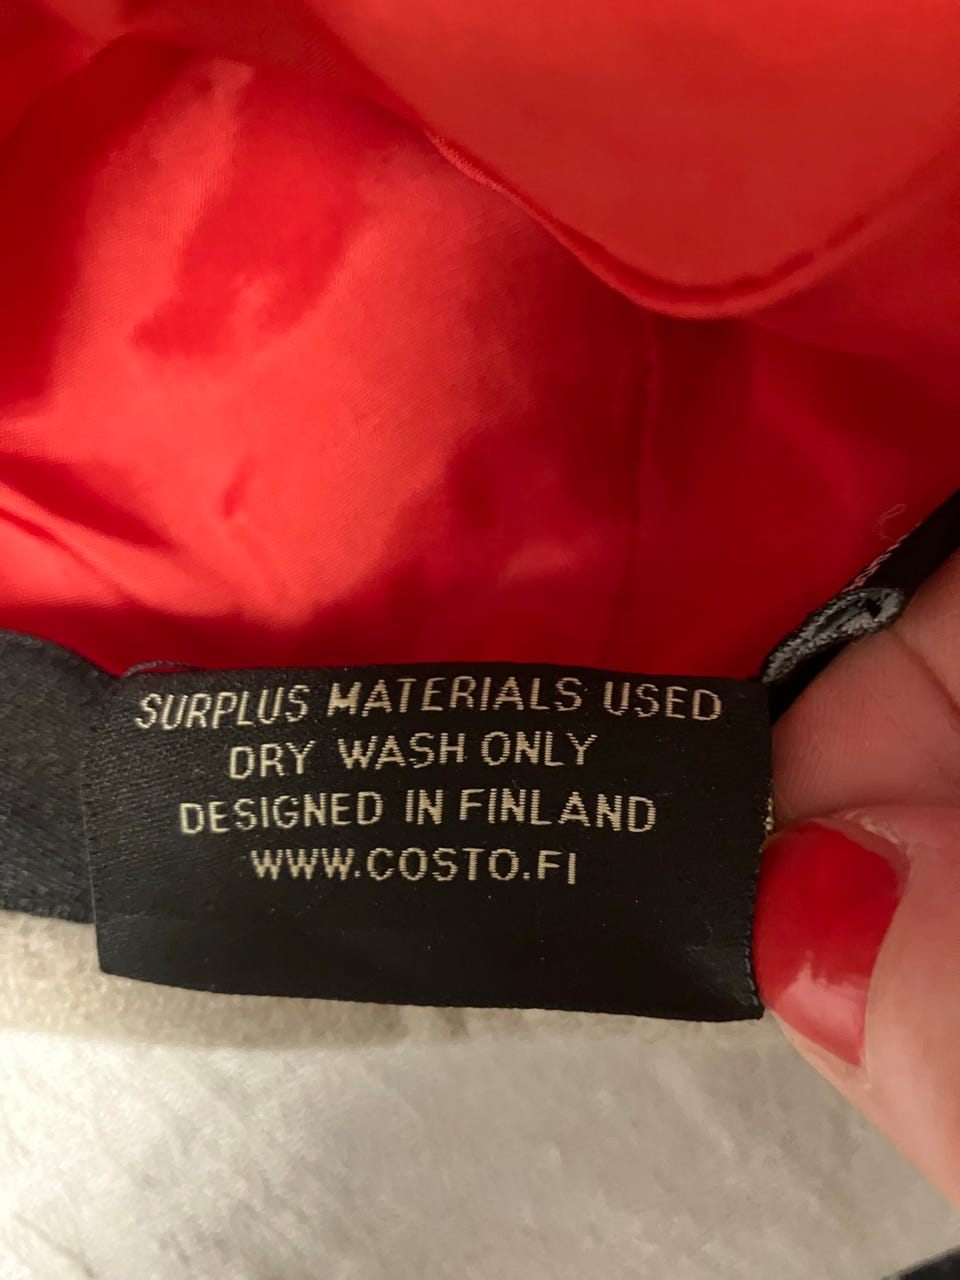 SURPLUS MATERIALS USED
DRY WASH ONLY
DESIGNED IN FINLAND
WWW.COSTO.FI